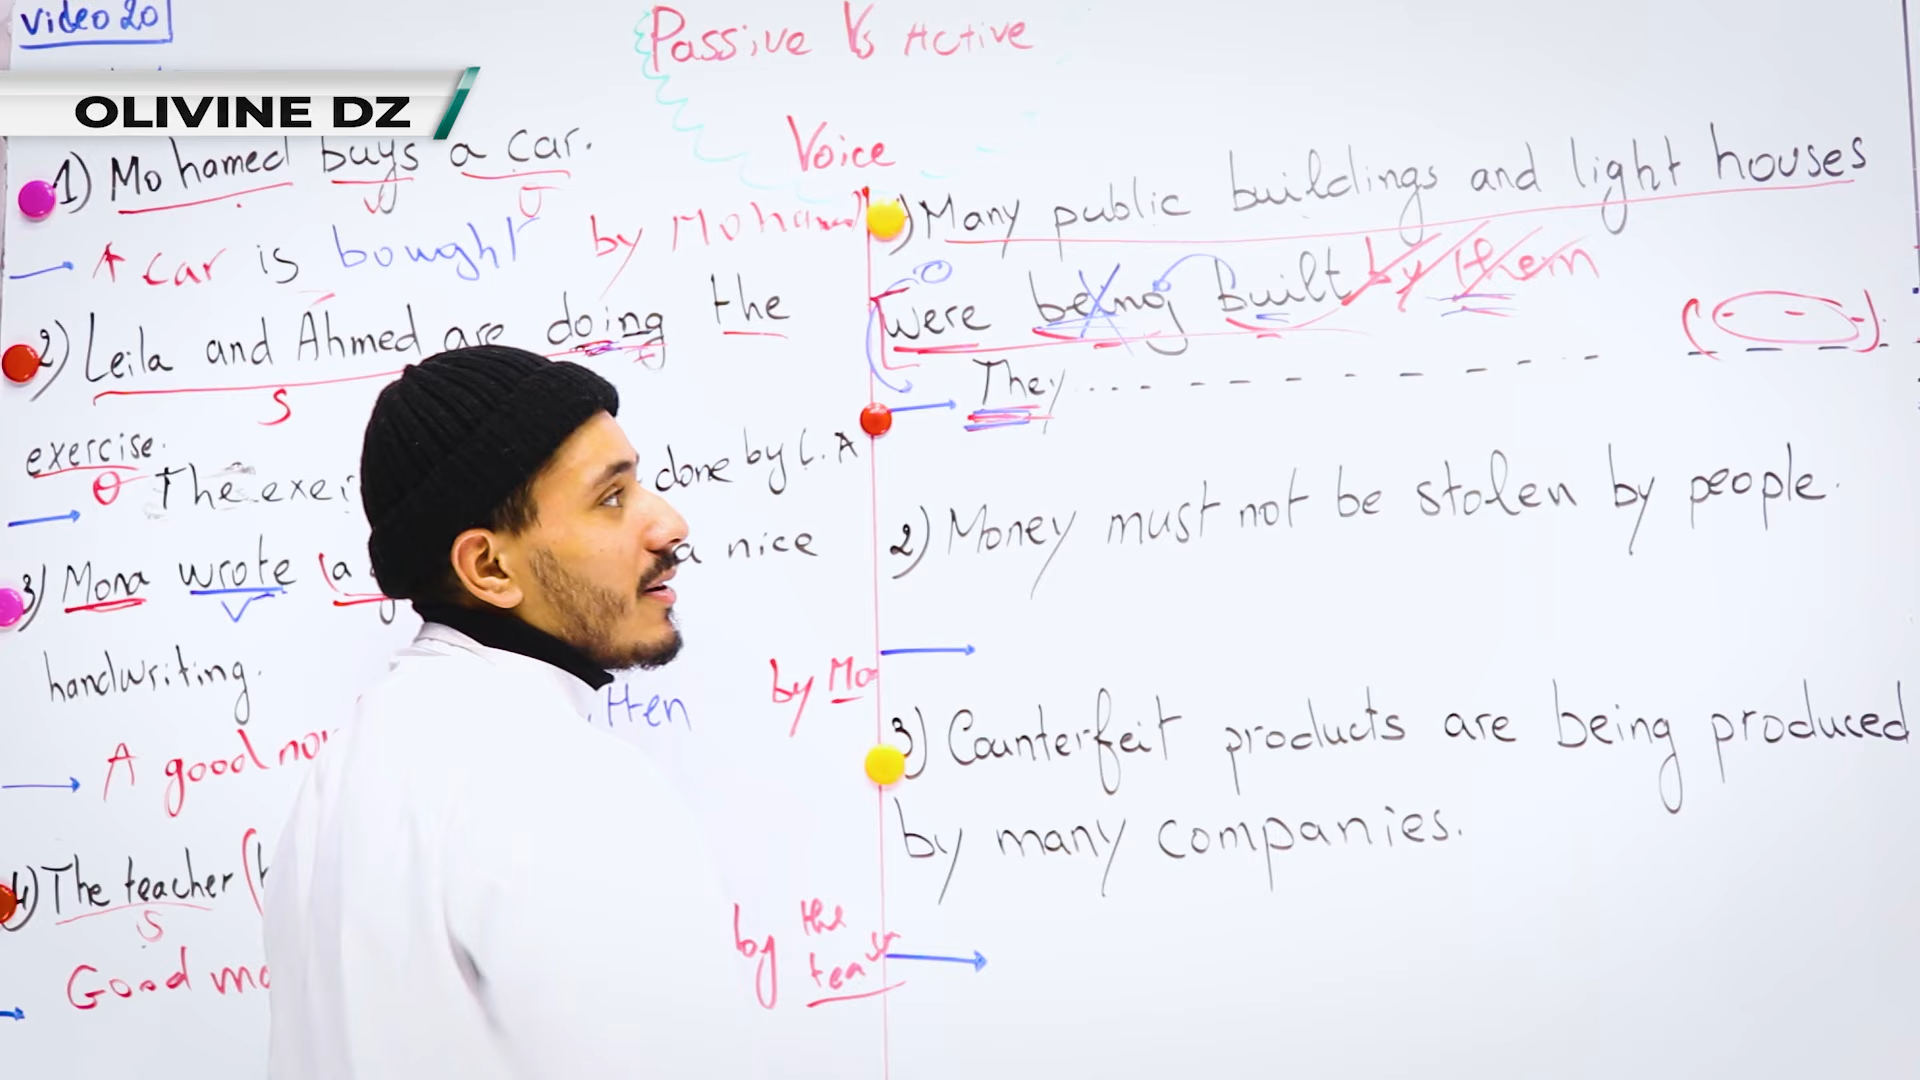 Video 20
OLIVINE DZ
Passive Vs Active
Voice
1) Mohamed buys a car.
A car is bought by Mohamed
2) Leila and Ahmed are doing the
S
exercise.
O The exer done by L.A
3) Mona wrote (a a nice
V
handwriting.
A good no tten by Mo
4) The teacher (
S
Good mo by the tea
1) Many public buildings and light houses
were being built by them
They ...
2) Money must not be stolen by people.
3) Counterfeit products are being produced
by many companies.